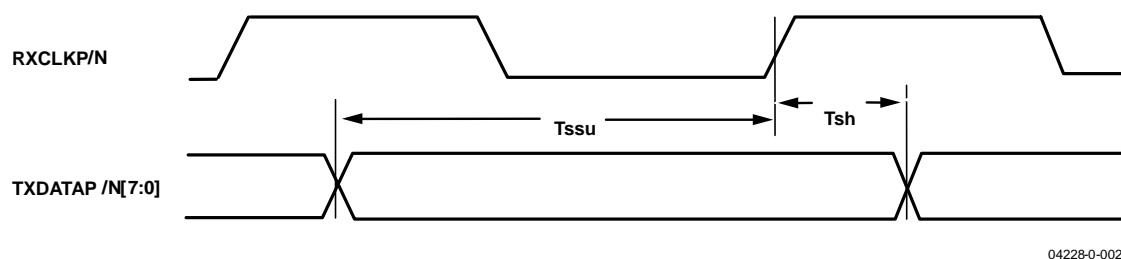 RXCLKP/N
Tssu
Tsh
TXDATAP /N[7:0]
04228-0-002